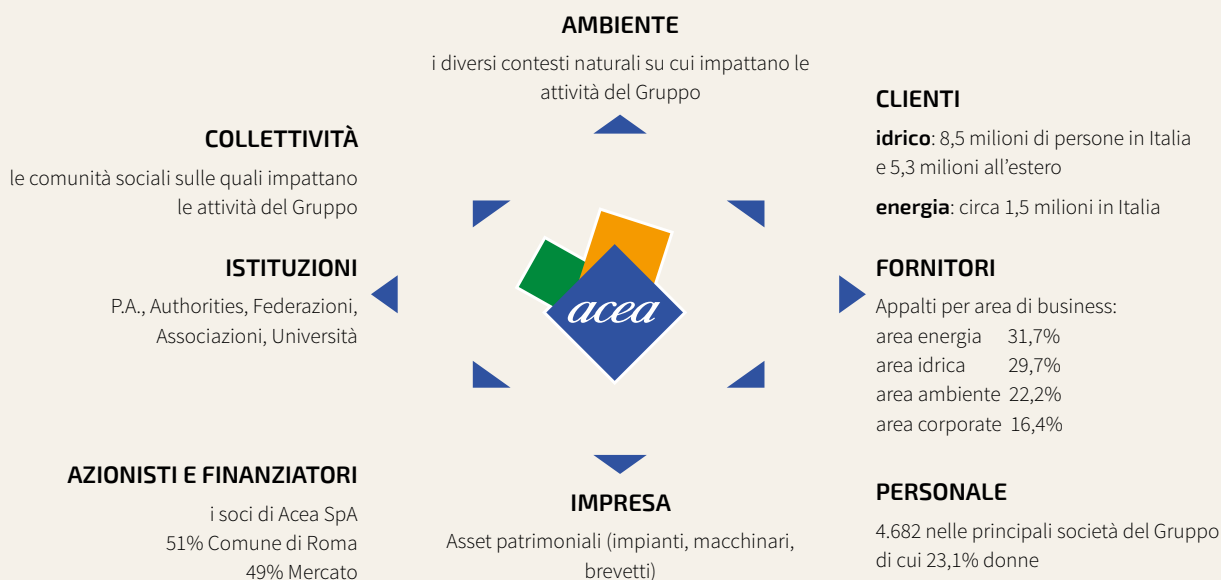 AMBIENTE
i diversi contesti naturali su cui impattano le
attività del Gruppo
COLLETTIVITÀ
le comunità sociali sulle quali impattano
le attività del Gruppo
ISTITUZIONI
P.A., Authorities, Federazioni,
Associazioni, Università
AZIONISTI E FINANZIATORI
i soci di Acea SpA
51% Comune di Roma
49% Mercato
acea
IMPRESA
Asset patrimoniali (impianti, macchinari,
brevetti)
CLIENTI
idrico: 8,5 milioni di persone in Italia
e 5,3 milioni all’estero
energia: circa 1,5 milioni in Italia
FORNITORI
Appalti per area di business:
area energia 31,7%
area idrica 29,7%
area ambiente 22,2%
area corporate 16,4%
PERSONALE
4.682 nelle principali società del Gruppo
di cui 23,1% donne